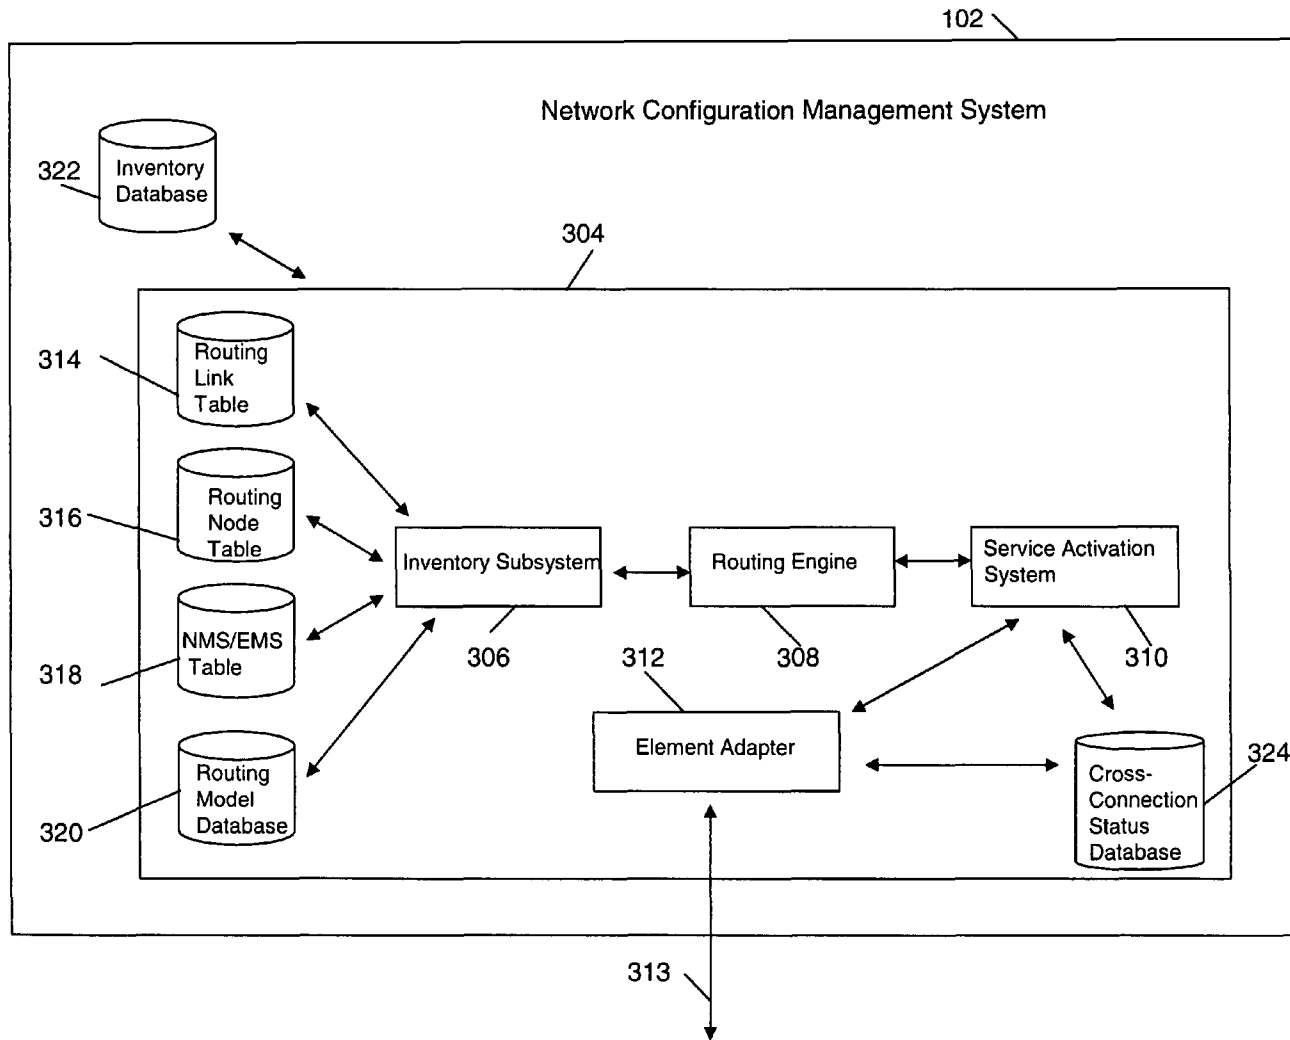 102
Network Configuration Management System
322
Inventory
Database
304
314
Routing
Link
Table
316
Routing
Node
Table
318
NMS/EMS
Table
320
Routing
Model
Database
Inventory Subsystem
306
Routing Engine
308
Service Activation
System
310
312
Element Adapter
Cross-
Connection
Status
Database
324
313